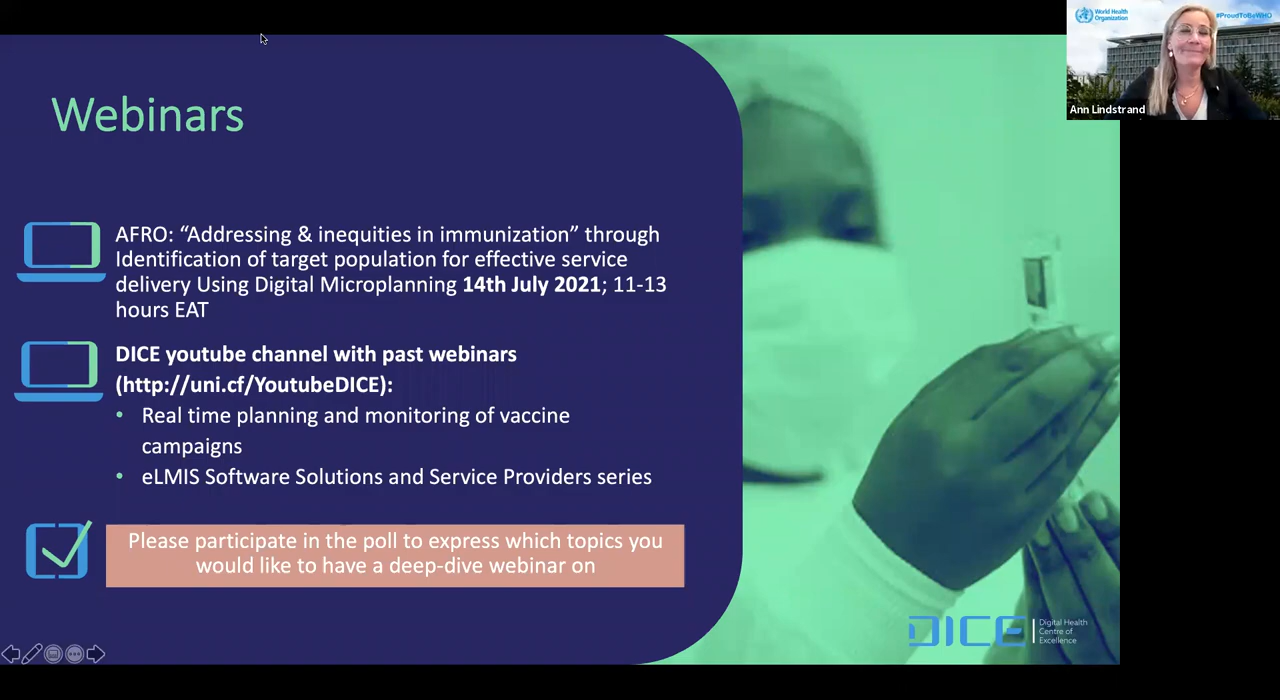 World Health
Organization
#ProudToBeWHO
Ann Lindstrand
Webinars
AFRO: “Addressing & inequities in immunization” through
Identification of target population for effective service
delivery Using Digital Microplanning 14th July 2021; 11-13
hours EAT
DICE youtube channel with past webinars
(http://uni.cf/YoutubeDICE):
• Real time planning and monitoring of vaccine
campaigns
• eLMIS Software Solutions and Service Providers series
Please participate in the poll to express which topics you
would like to have a deep-dive webinar on
DICE
Digital Health
Centre of
Excellence